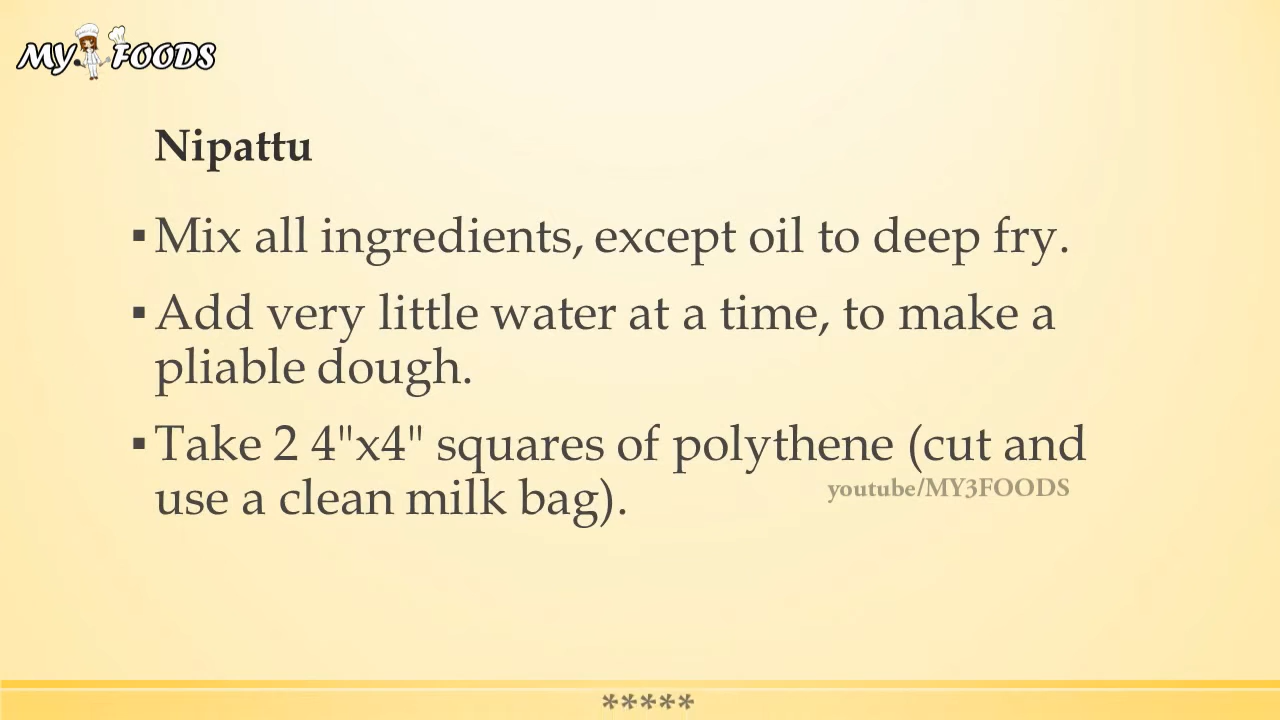 MY FOODS
Nipattu
▪ Mix all ingredients, except oil to deep fry.
▪ Add very little water at a time, to make a
pliable dough.
▪ Take 2 4"x4" squares of polythene (cut and
use a clean milk bag).
youtube/MY3FOODS
*****